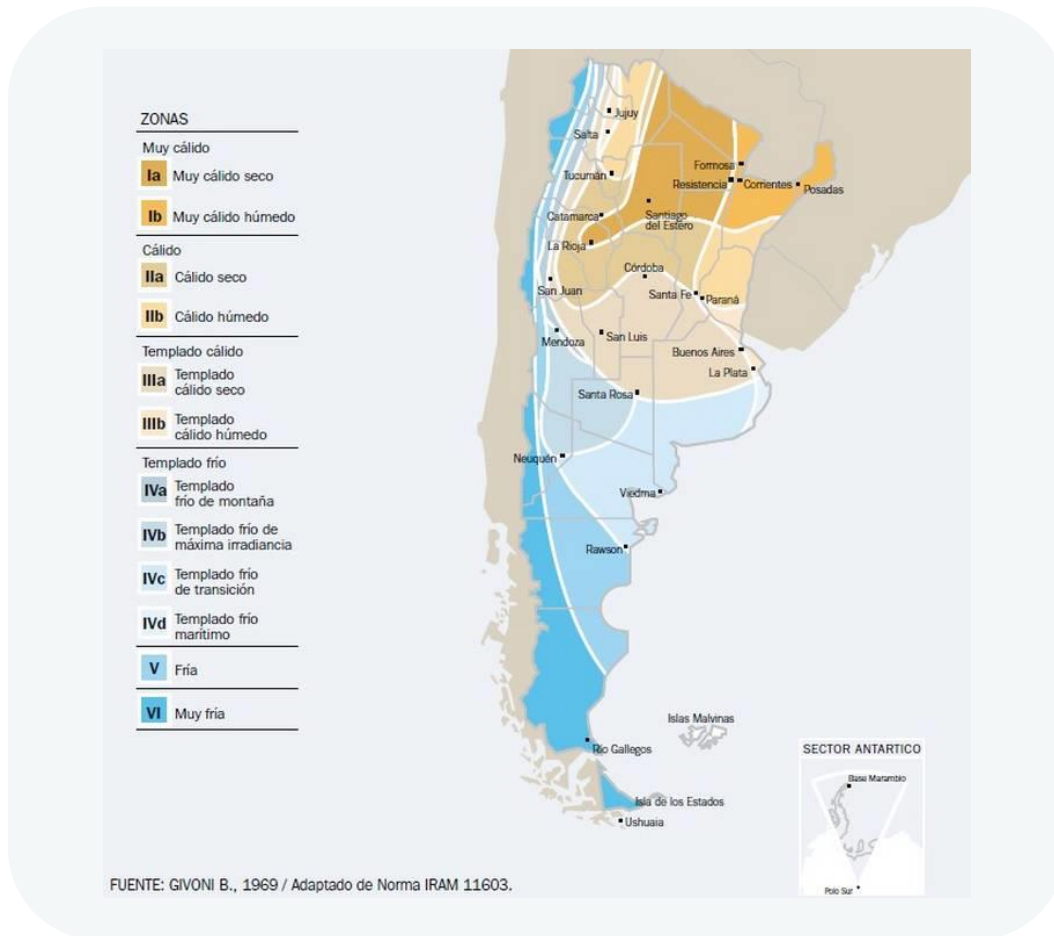 ZONAS
Muy cálido
Ia Muy cálido seco
Ib Muy cálido húmedo
Cálido
IIa Cálido seco
IIb Cálido húmedo
Templado cálido
IIIa Templado
cálido seco
IIIb Templado
cálido húmedo
Templado frío
IVa Templado
frío de montaña
IVb Templado frío de
máxima irradiancia
IVc Templado frío
de transición
IVd Templado frío
marítimo
V Fría
VI Muy fría
Jujuy
Salta
Tucumán
Formosa
Resistencia
Corrientes
Posadas
Catamarca
Santiago
del Estero
La Rioja
Córdoba
San Juan
Santa Fe
Paraná
Mendoza
San Luis
Buenos Aires
La Plata
Santa Rosa
Neuquén
Viedma
Rawson
Islas Malvinas
Río Gallegos
Isla de los Estados
Ushuaia
SECTOR ANTARTICO
Base Marambio
Polo Sur
FUENTE: GIVONI B., 1969 / Adaptado de Norma IRAM 11603.